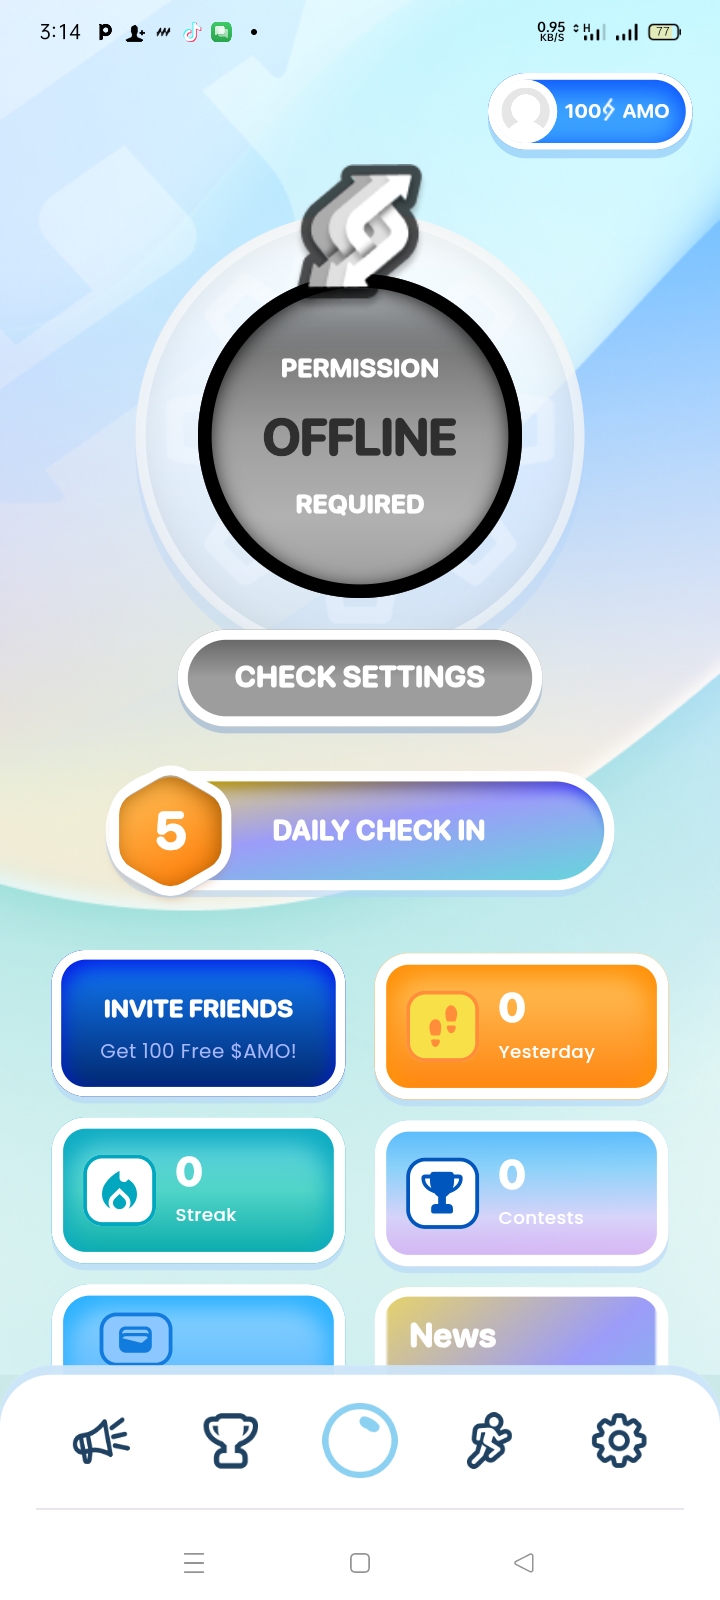 3:14
0.95
KB/S
H
77
100 AMO
PERMISSION
OFFLINE
REQUIRED
CHECK SETTINGS
5
DAILY CHECK IN
INVITE FRIENDS
Get 100 Free $AMO!
0
Yesterday
0
Streak
0
Contests
News